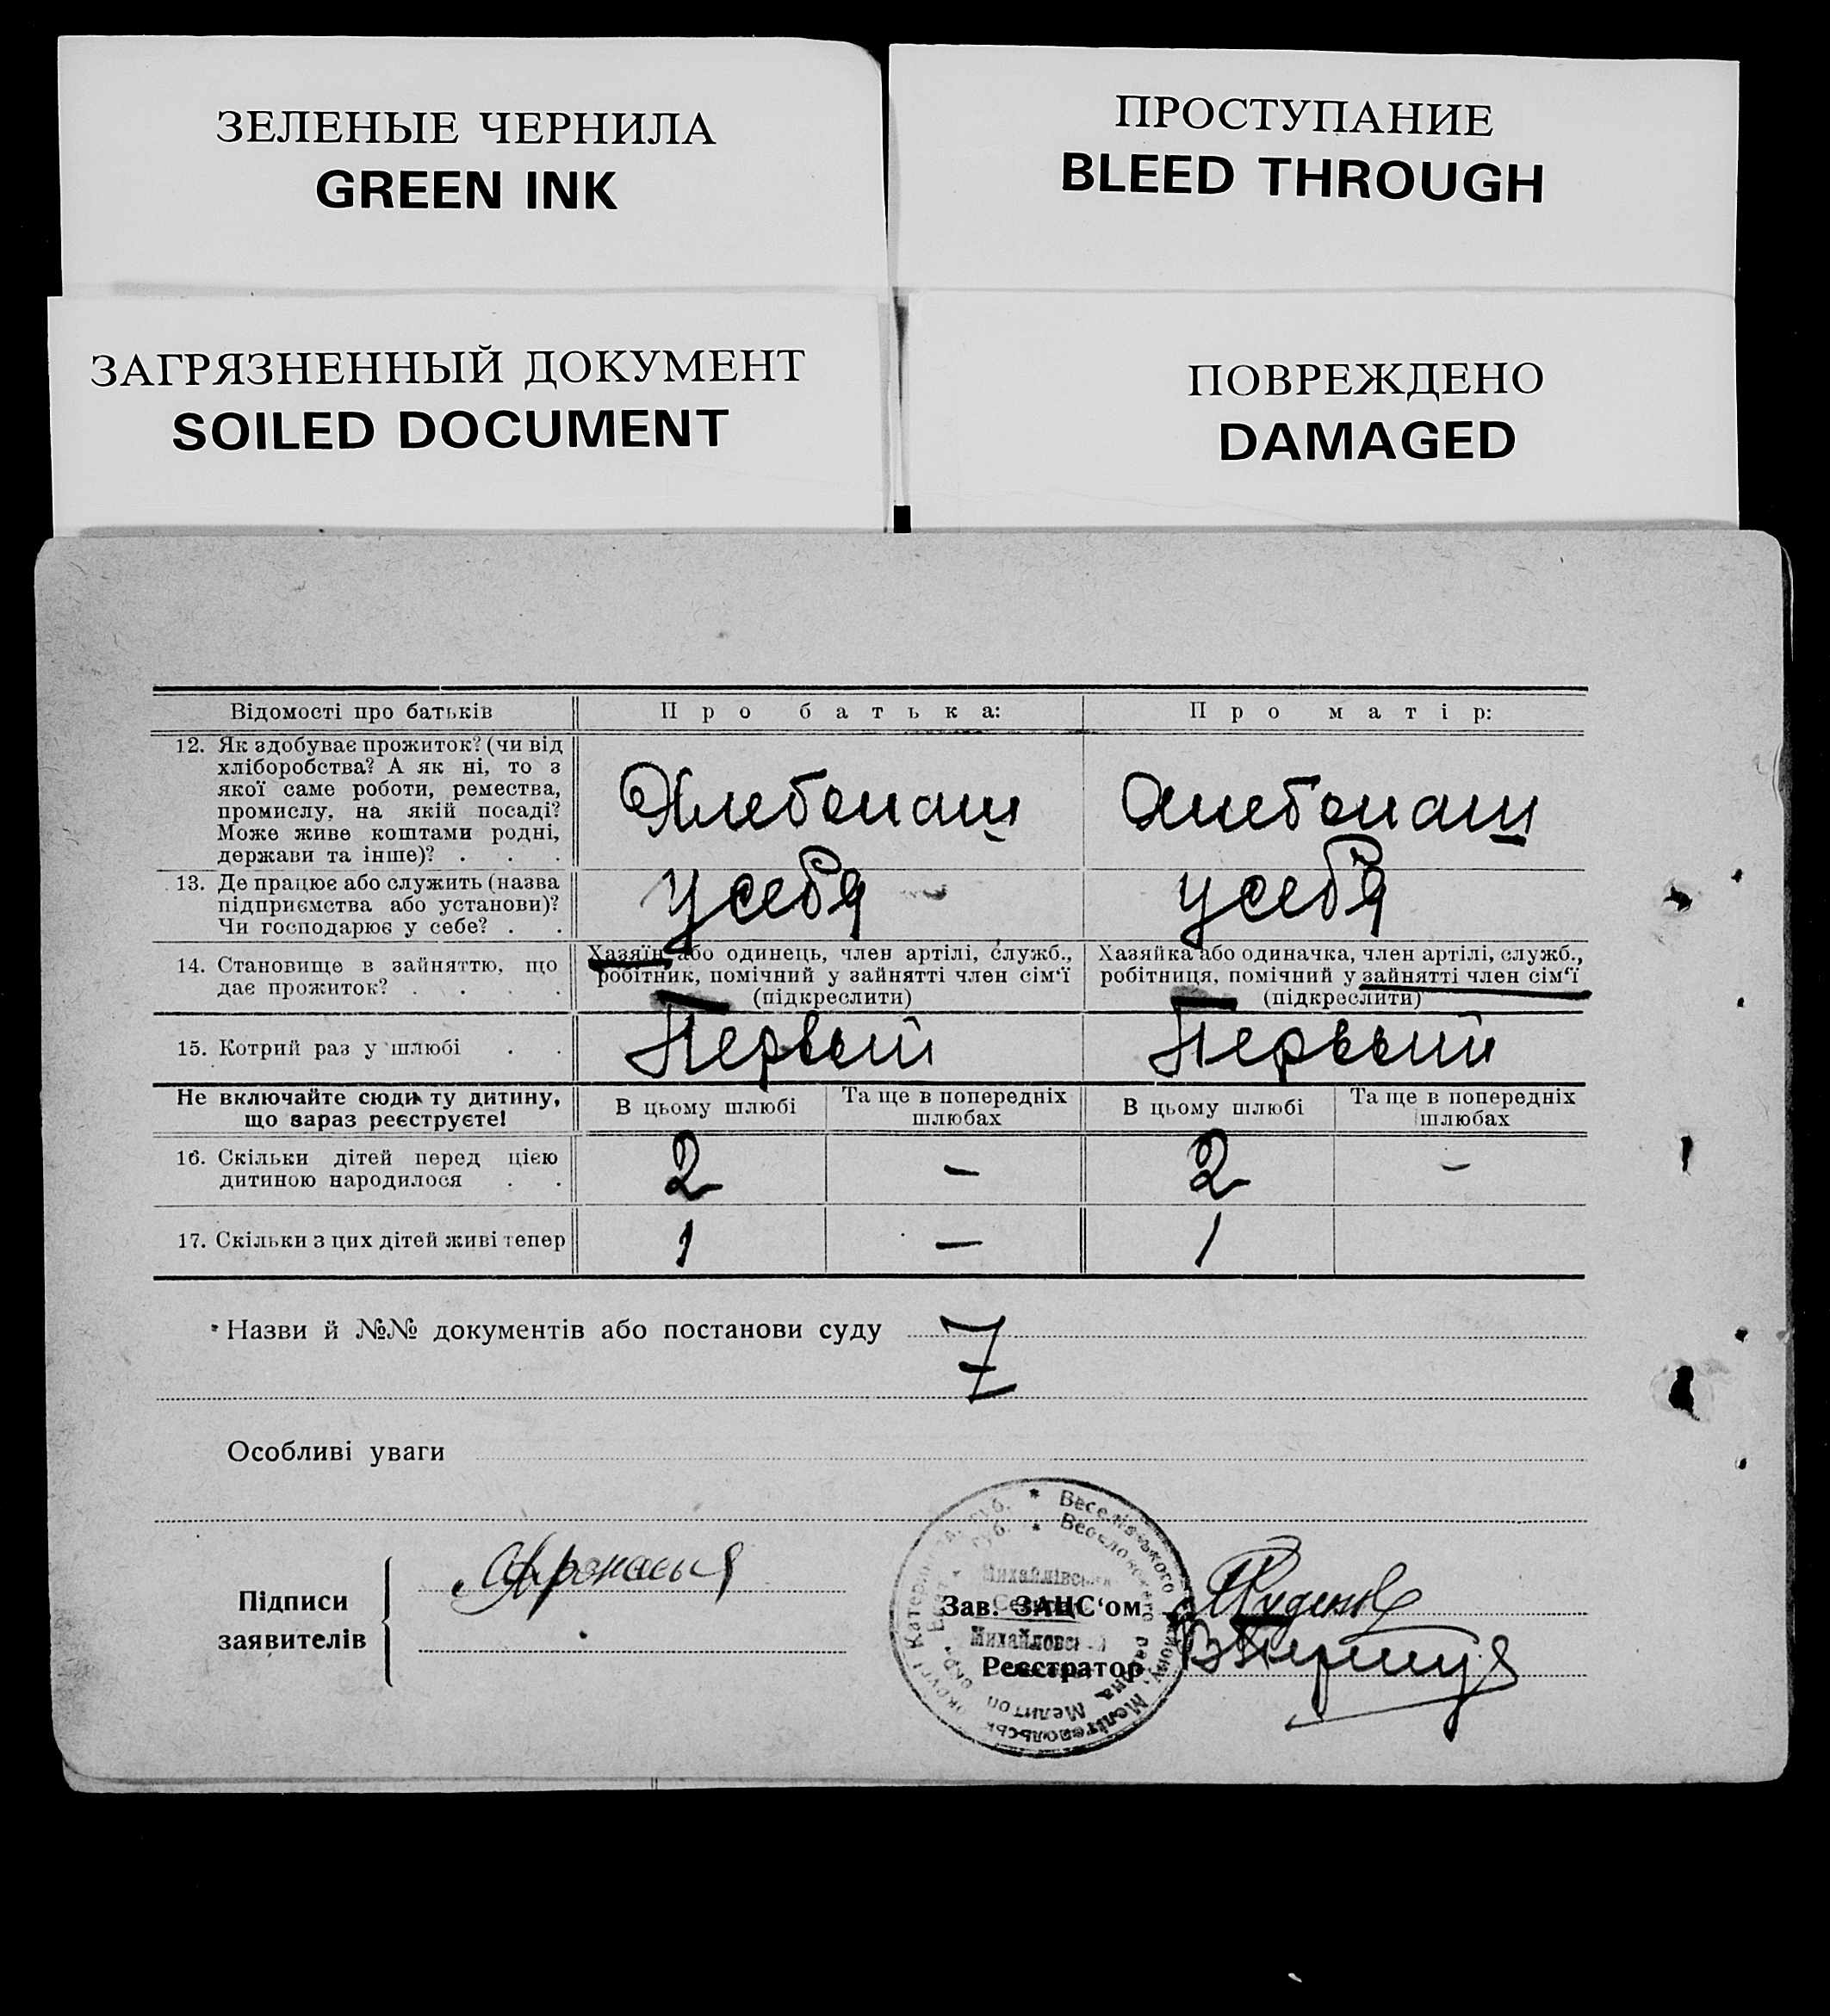 ЗЕЛЕНЫЕ ЧЕРНИЛА
GREEN INK
ПРОСТУПАНИЕ
BLEED THROUGH
ЗАГРЯЗНЕННЫЙ ДОКУМЕНТ
SOILED DOCUMENT
ПОВРЕЖДЕНО
DAMAGED
Відомості про батьків Про батька: Про матір:
12. Як здобуває прожиток? (чи від
хліборобства? А як ні, то з
якої саме роботи, ремества,
промислу, на якій посаді?
Може живе коштами родні,
держави та інше)? . . .
Хлебопаш Хлебопаш
13. Де працює або служить (назва
підприємства або установи)?
Чи господарює у себе? . .
у себя у себя
14. Становище в зайняттю, що
дає прожиток? . . . .
Хазяїн або одинець, член артілі, служб.,
робітник, помічний у зайнятті член сім'ї
(підкреслити)
Хазяйка або одиначка, член артілі, служб.,
робітниця, помічний у зайнятті член сім'ї
(підкреслити)
15. Котрий раз у шлюбі . . Первый Первый
Не включайте сюди ту дитину,
що зараз реєструєте!
В цьому шлюбі
Та ще в попередніх
шлюбах
В цьому шлюбі
Та ще в попередніх
шлюбах
16. Скільки дітей перед цією
дитиною народилося . .
2 – 2 –
17. Скільки з цих дітей живі тепер 1 — 1
Назви й №№ документів або постанови суду
Особливі уваги
Підписи
заявителів
Зав. ЗАЦС‘ом
Реєстратор